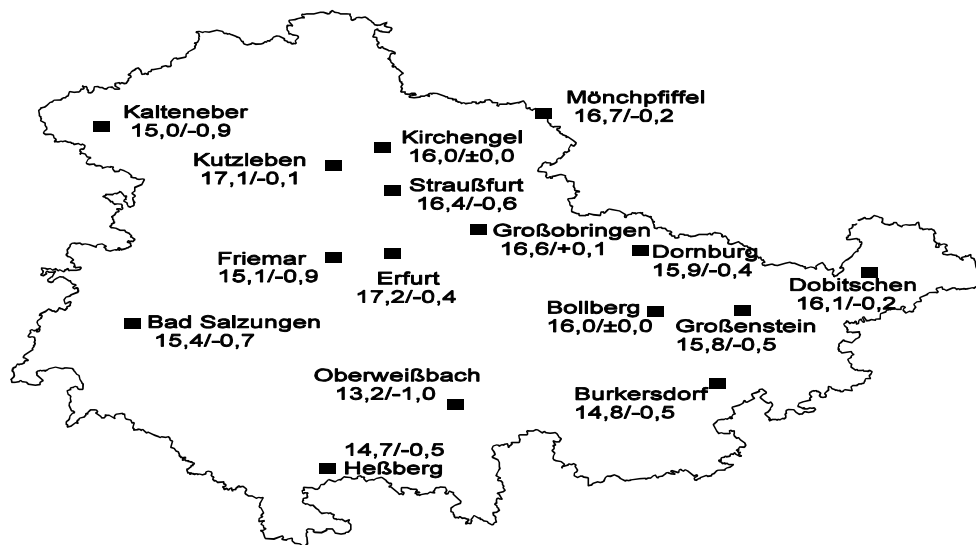 Mönchpfiffel
16,7/-0,2
Kalteneber
15,0/-0,9
Kirchengel
16,0/±0,0
Kutzleben
17,1/-0,1
Straußfurt
16,4/-0,6
Großobringen
16,6/+0,1
Dornburg
15,9/-0,4
Friemar
15,1/-0,9
Erfurt
17,2/-0,4
Dobitschen
16,1/-0,2
Bollberg
16,0/±0,0
Großenstein
15,8/-0,5
Bad Salzungen
15,4/-0,7
Oberweißbach
13,2/-1,0
Burkersdorf
14,8/-0,5
14,7/-0,5
Heßberg